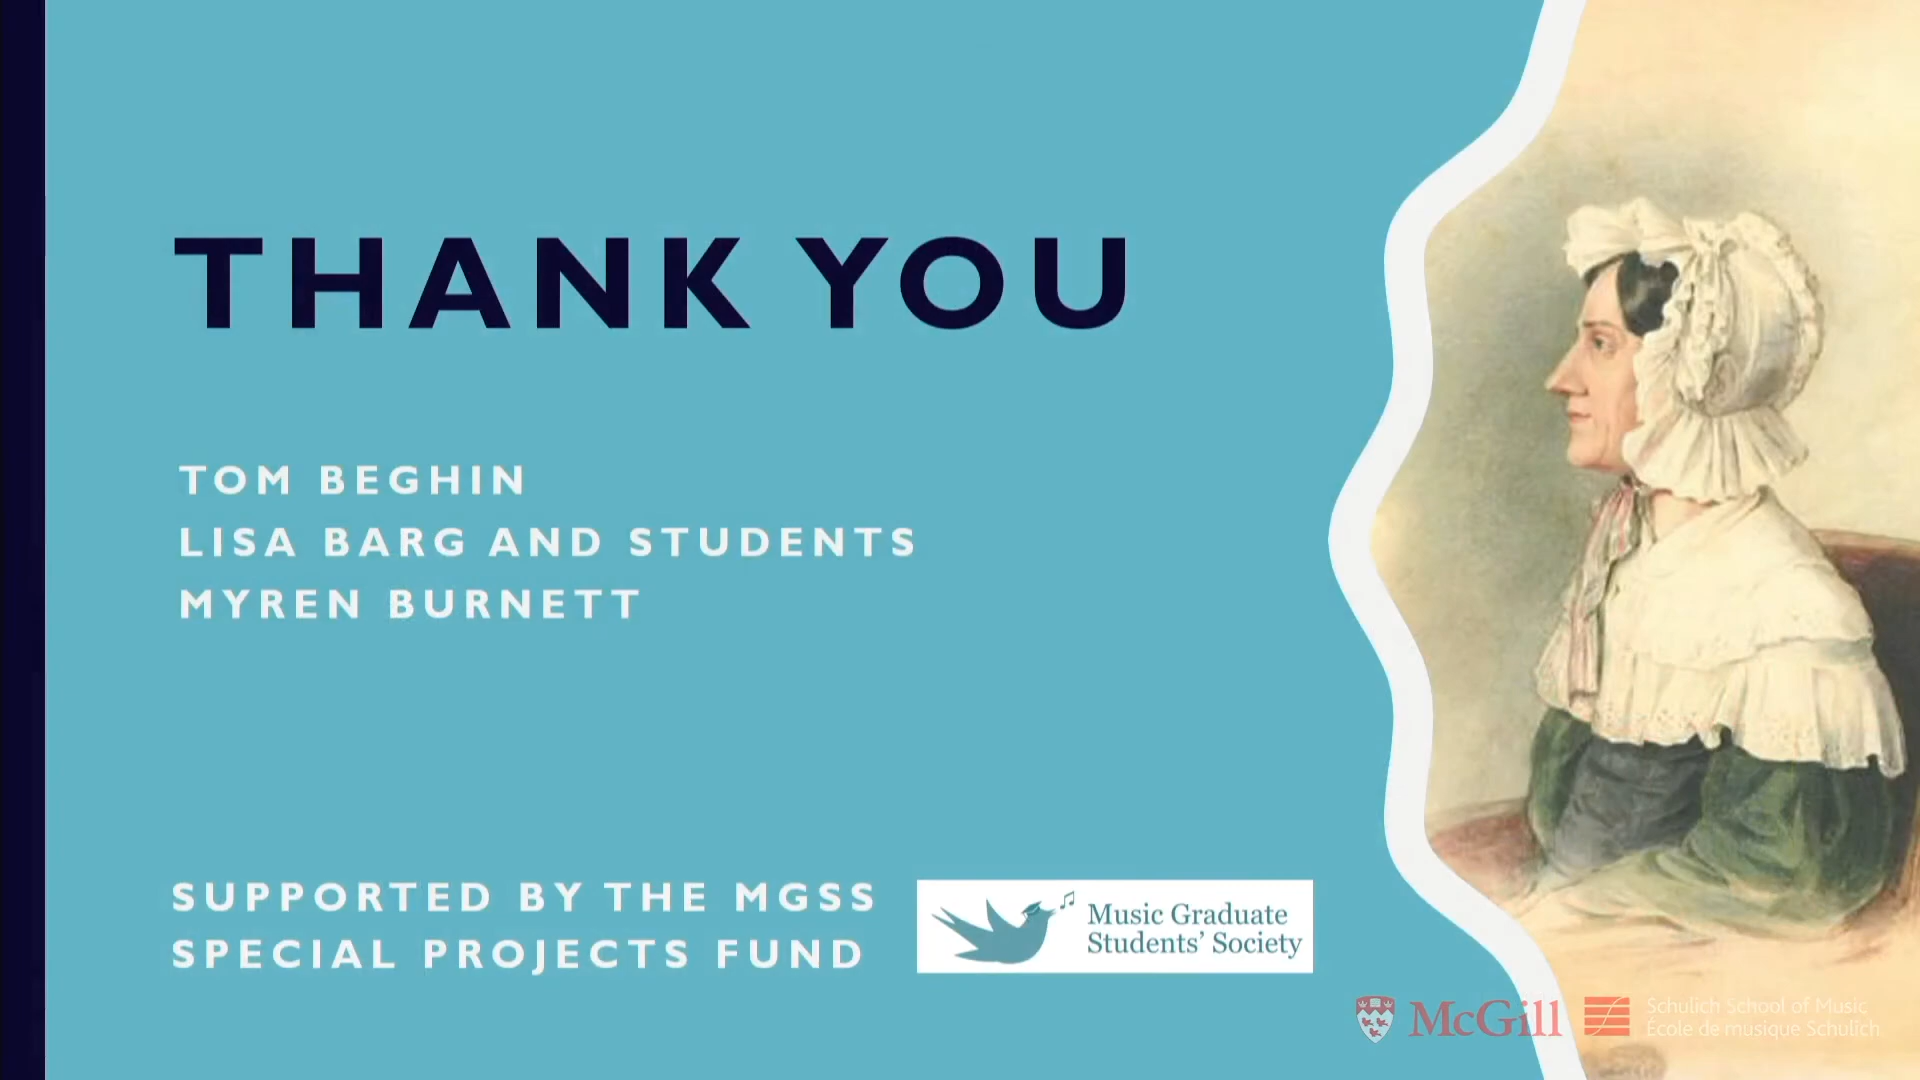 THANK YOU
TOM BEGHIN
LISA BARG AND STUDENTS
MYREN BURNETT
SUPPORTED BY THE MGSS
SPECIAL PROJECTS FUND
Music Graduate
Students' Society
McGill
Schulich School of Music
École de musique Schulich